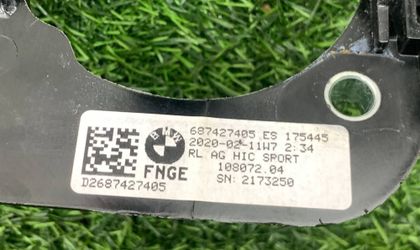 687427405 ES 175445
2020-02-11W7 2:34
RL AG HIC SPORT
108072.04
SN: 2173250
BMW
FNGE
D2687427405